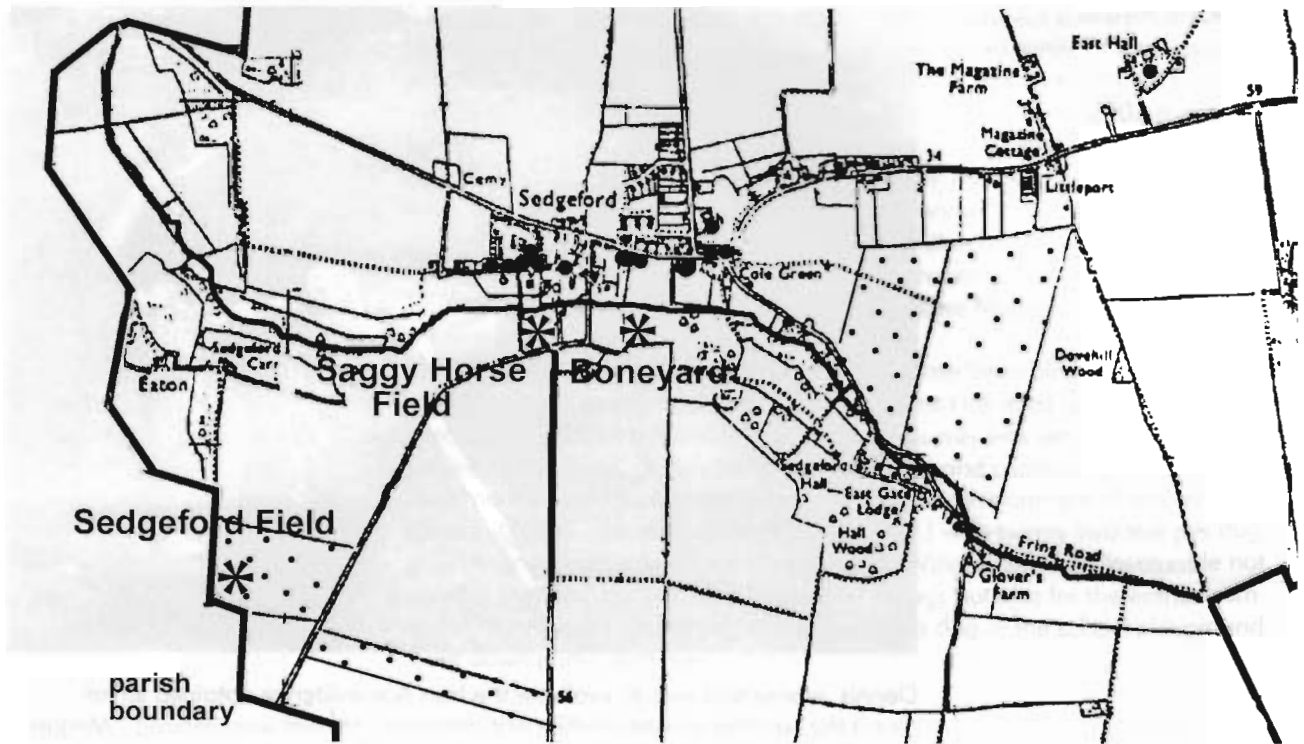 East Hall
The Magazine
Farm
59
Magazine
Cottage
34
Cemy
Littleport
Sedgeford
Cole Green
Dovehill
Wood
Sedgeford
Carr
Eaton
Saggy Horse
Field
Boneyard
Sedgeford
Hall
East Gate
Lodge
Hall
Wood
Sedgeford Field
Fring Road
Glover's
Farm
parish
boundary
56